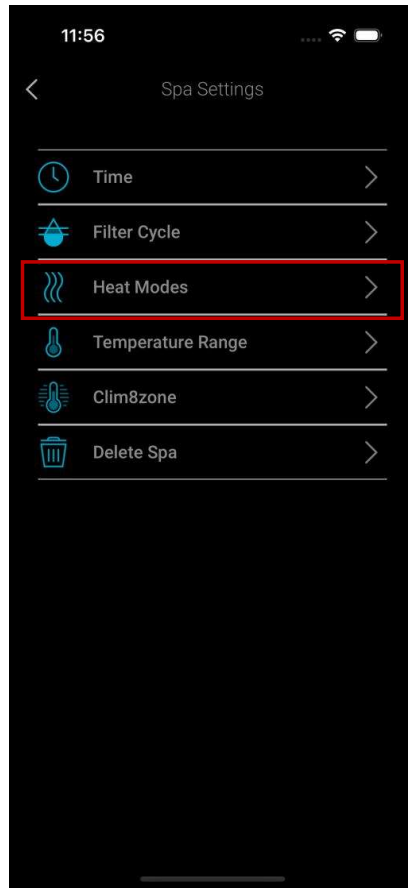 11:56
Spa Settings
Time
Filter Cycle
Heat Modes
Temperature Range
Clim8zone
Delete Spa